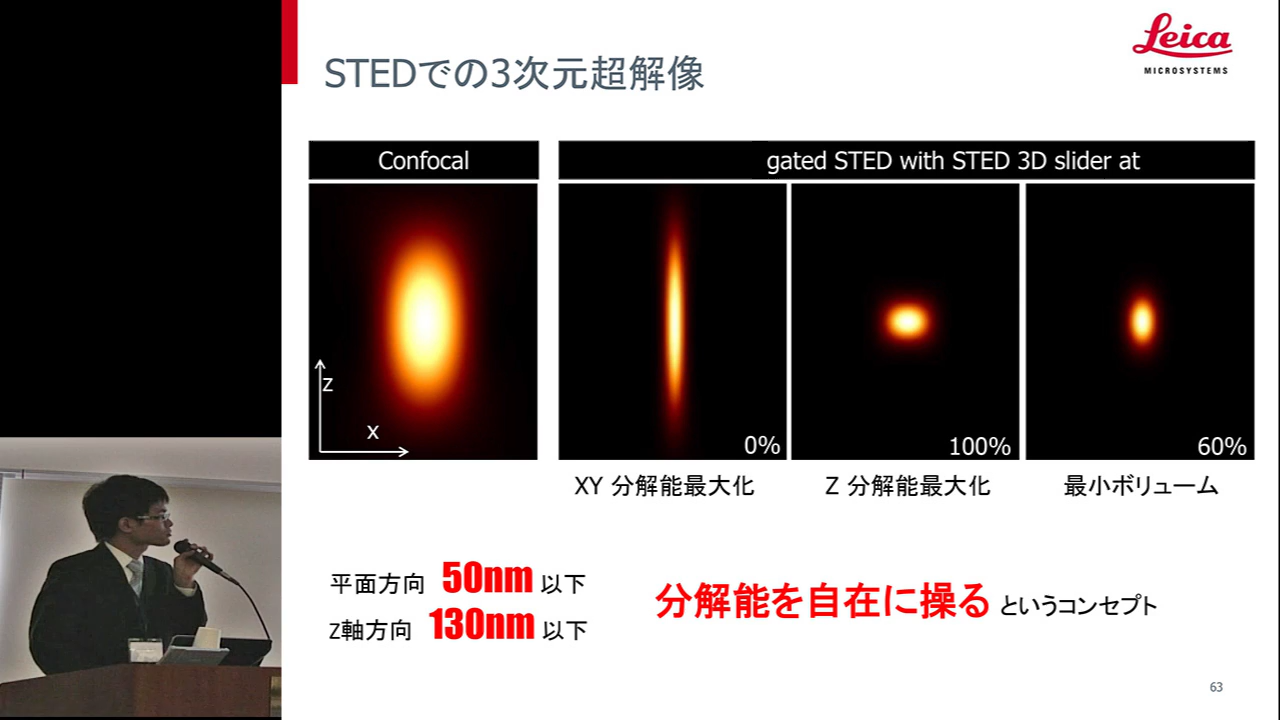 STEDでの3次元超解像
Leica
MICROSYSTEMS
Confocal
gated STED with STED 3D slider at
z
x
0%
100%
60%
XY 分解能最大化
Z 分解能最大化
最小ボリューム
平面方向 50nm 以下
Z軸方向 130nm 以下
分解能を自在に操る というコンセプト
63